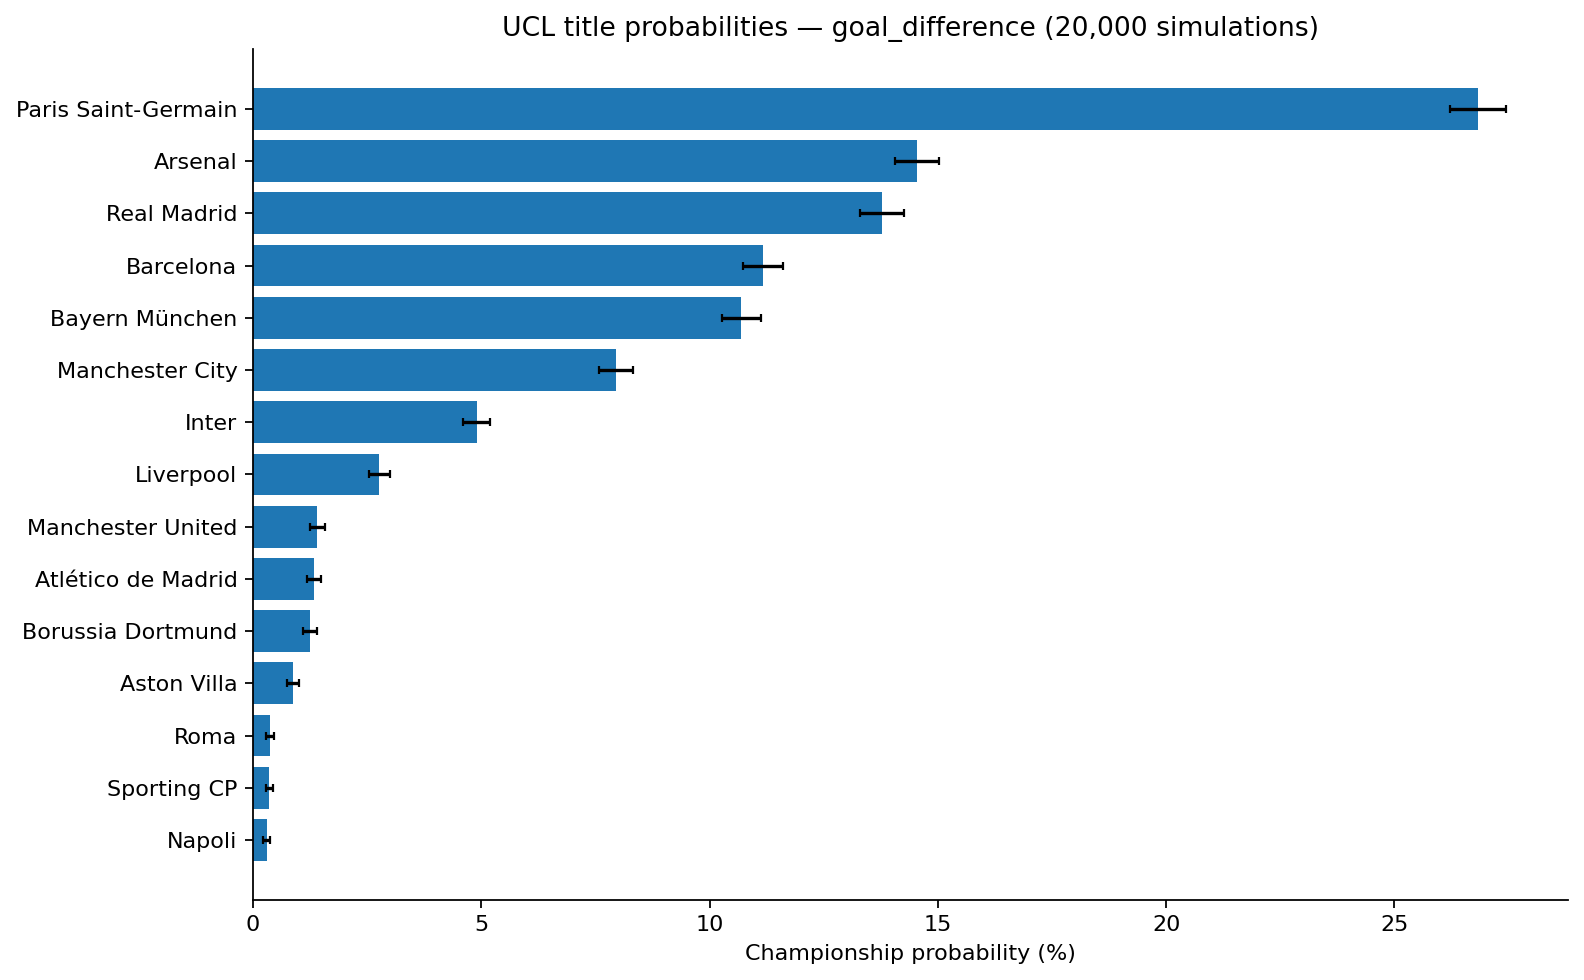 UCL title probabilities — goal_difference (20,000 simulations)
Paris Saint-Germain
Arsenal
Real Madrid
Barcelona
Bayern München
Manchester City
Inter
Liverpool
Manchester United
Atlético de Madrid
Borussia Dortmund
Aston Villa
Roma
Sporting CP
Napoli
0 5 10 15 20 25
Championship probability (%)